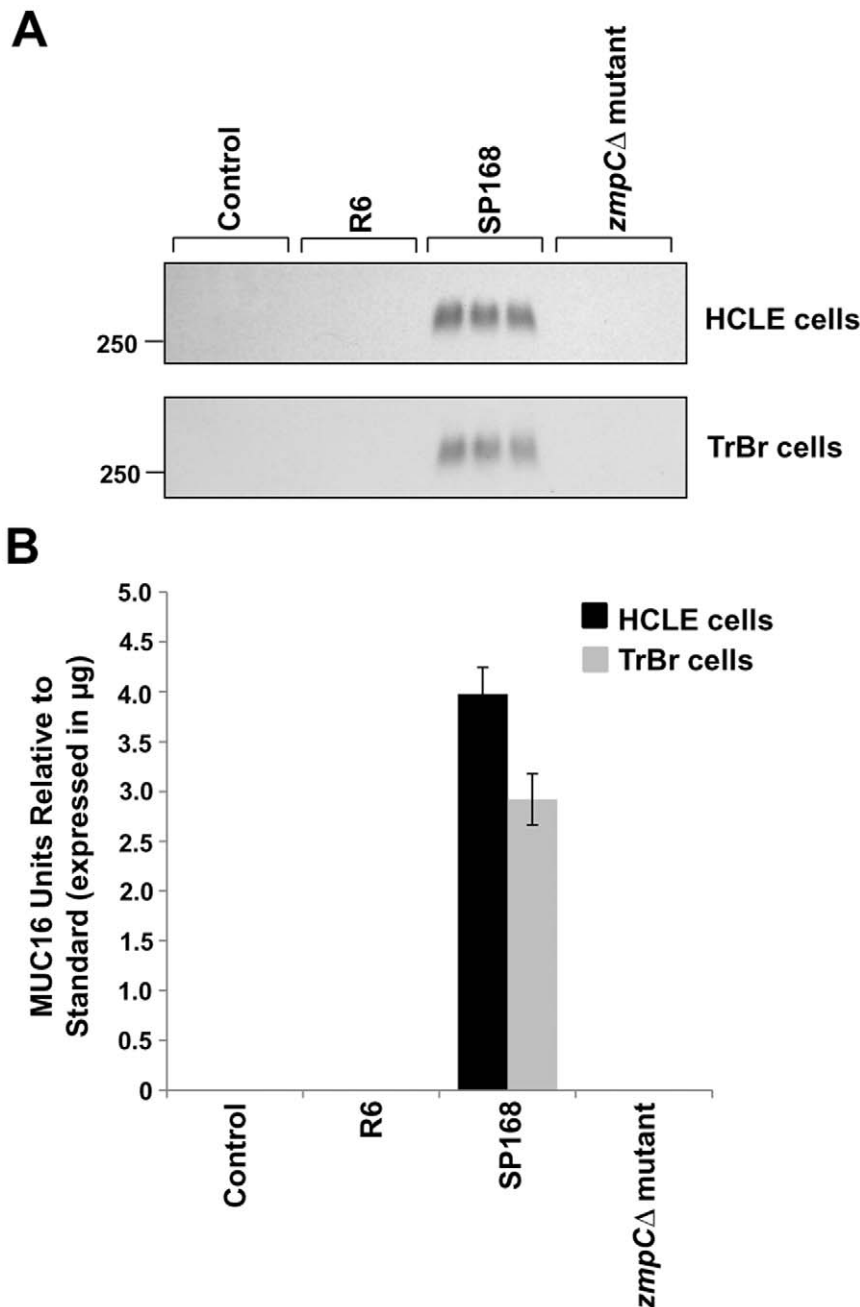 A
Control
R6
SP168
zmpCΔ mutant
250
HCLE cells
250
TrBr cells
B
MUC16 Units Relative to
Standard (expressed in µg)
5.0
4.5
4.0
3.5
3.0
2.5
2.0
1.5
1.0
0.5
0
HCLE cells
TrBr cells
Control
R6
SP168
zmpCΔ mutant